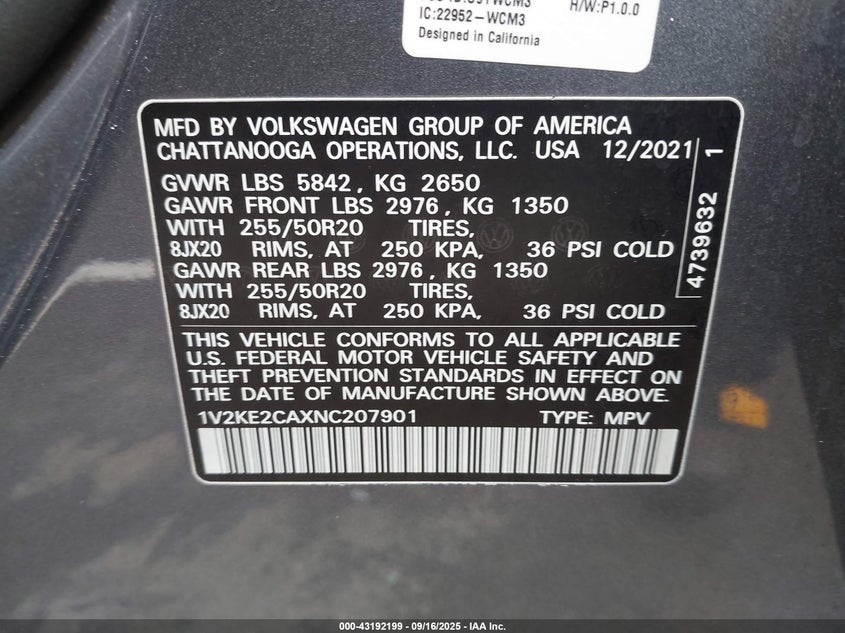 H/W:P1.0.0
IC:22952-WCM3
Designed in California
MFD BY VOLKSWAGEN GROUP OF AMERICA
CHATTANOOGA OPERATIONS, LLC. USA 12/2021
GVWR LBS 5842, KG 2650
GAWR FRONT LBS 2976, KG 1350
WITH 255/50R20 TIRES,
8JX20 RIMS, AT 250 KPA, 36 PSI COLD
GAWR REAR LBS 2976, KG 1350
WITH 255/50R20 TIRES,
8JX20 RIMS, AT 250 KPA, 36 PSI COLD
4739632 1
THIS VEHICLE CONFORMS TO ALL APPLICABLE
U.S. FEDERAL MOTOR VEHICLE SAFETY AND
THEFT PREVENTION STANDARDS IN EFFECT ON
THE DATE OF MANUFACTURE SHOWN ABOVE.
1V2KE2CAXNC207901 TYPE: MPV
000-43192199 - 09/16/2025 - IAA Inc.